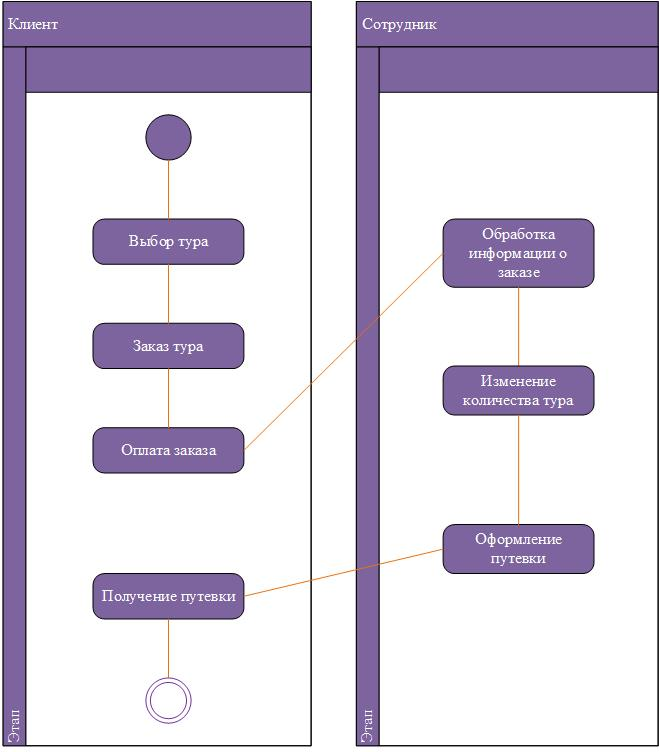 Клиент
Сотрудник
Выбор тура
Заказ тура
Оплата заказа
Получение путевки
Обработка
информации о
заказе
Изменение
количества тура
Оформление
путевки
Этап
Этап